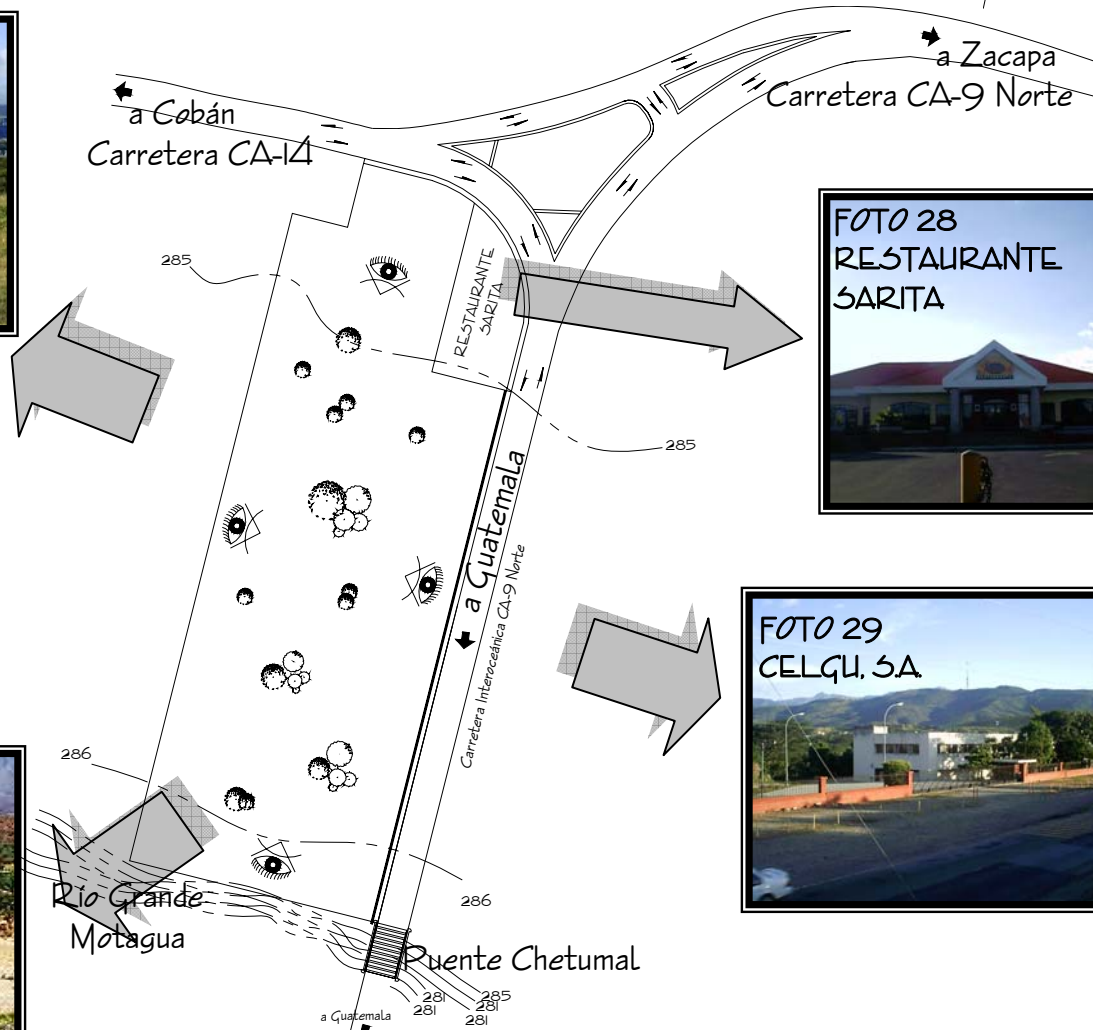 a Zacapa
Carretera CA-9 Norte
a Cobán
Carretera CA-14
FOTO 28
RESTAURANTE
SARITA
285
RESTAURANTE
SARITA
285
a Guatemala
Carretera Interoceánica CA-9 Norte
FOTO 29
CELGU, S.A.
286
286
Río Grande
Motagua
Puente Chetumal
281
285
281
281
281
a Guatemala